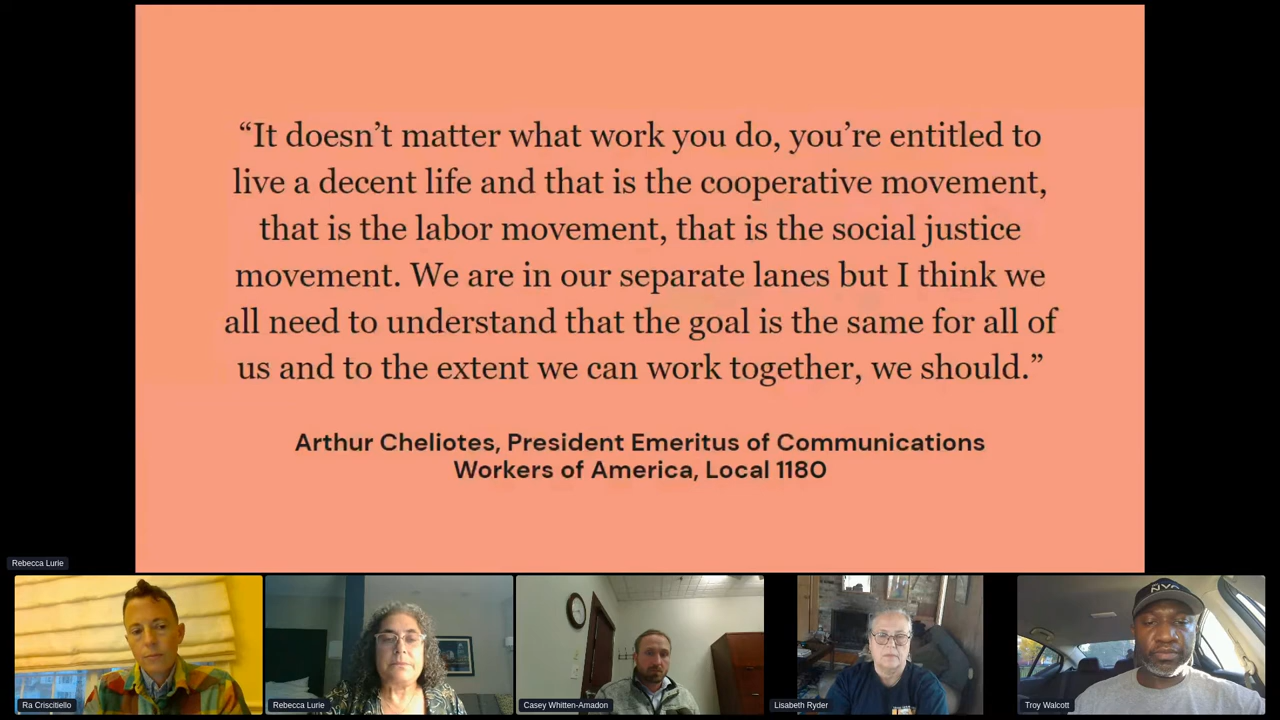 “It doesn’t matter what work you do, you’re entitled to
live a decent life and that is the cooperative movement,
that is the labor movement, that is the social justice
movement. We are in our separate lanes but I think we
all need to understand that the goal is the same for all of
us and to the extent we can work together, we should.”
Arthur Cheliotes, President Emeritus of Communications
Workers of America, Local 1180
Rebecca Lurie
Ra Criscitiello
Rebecca Lurie
Casey Whitten-Amadon
Lisabeth Ryder
Troy Walcott